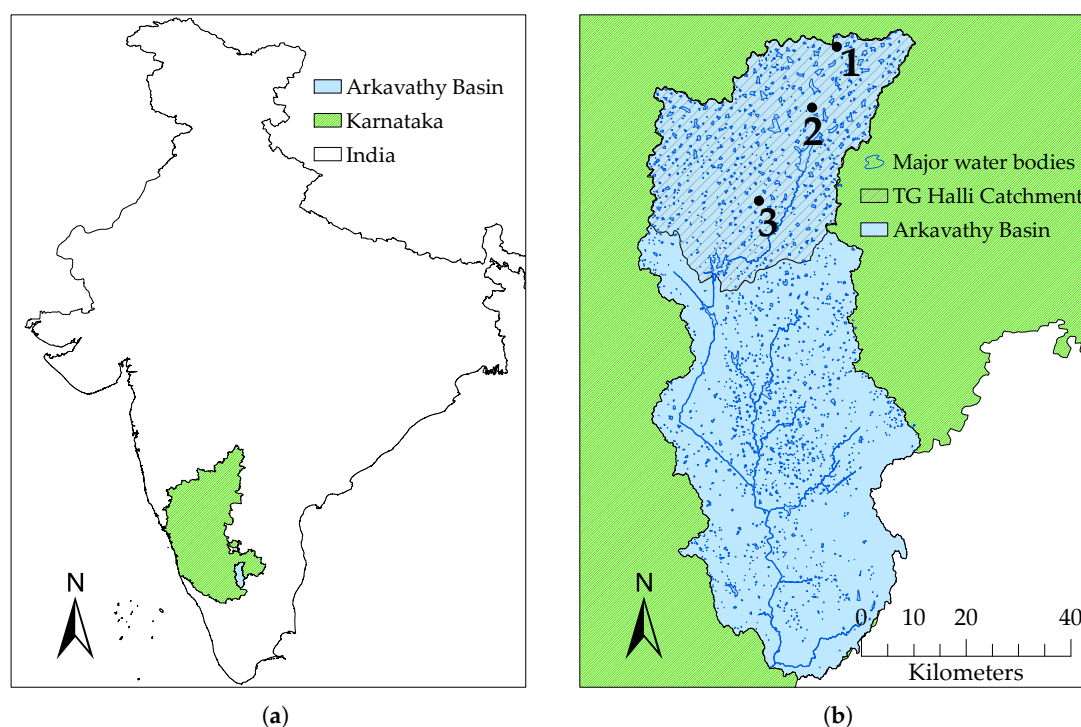 Arkavathy Basin
Karnataka
India
N
(a)
1
2
3
Major water bodies
TG Halli Catchment
Arkavathy Basin
N
0 10 20 40
Kilometers
(b)